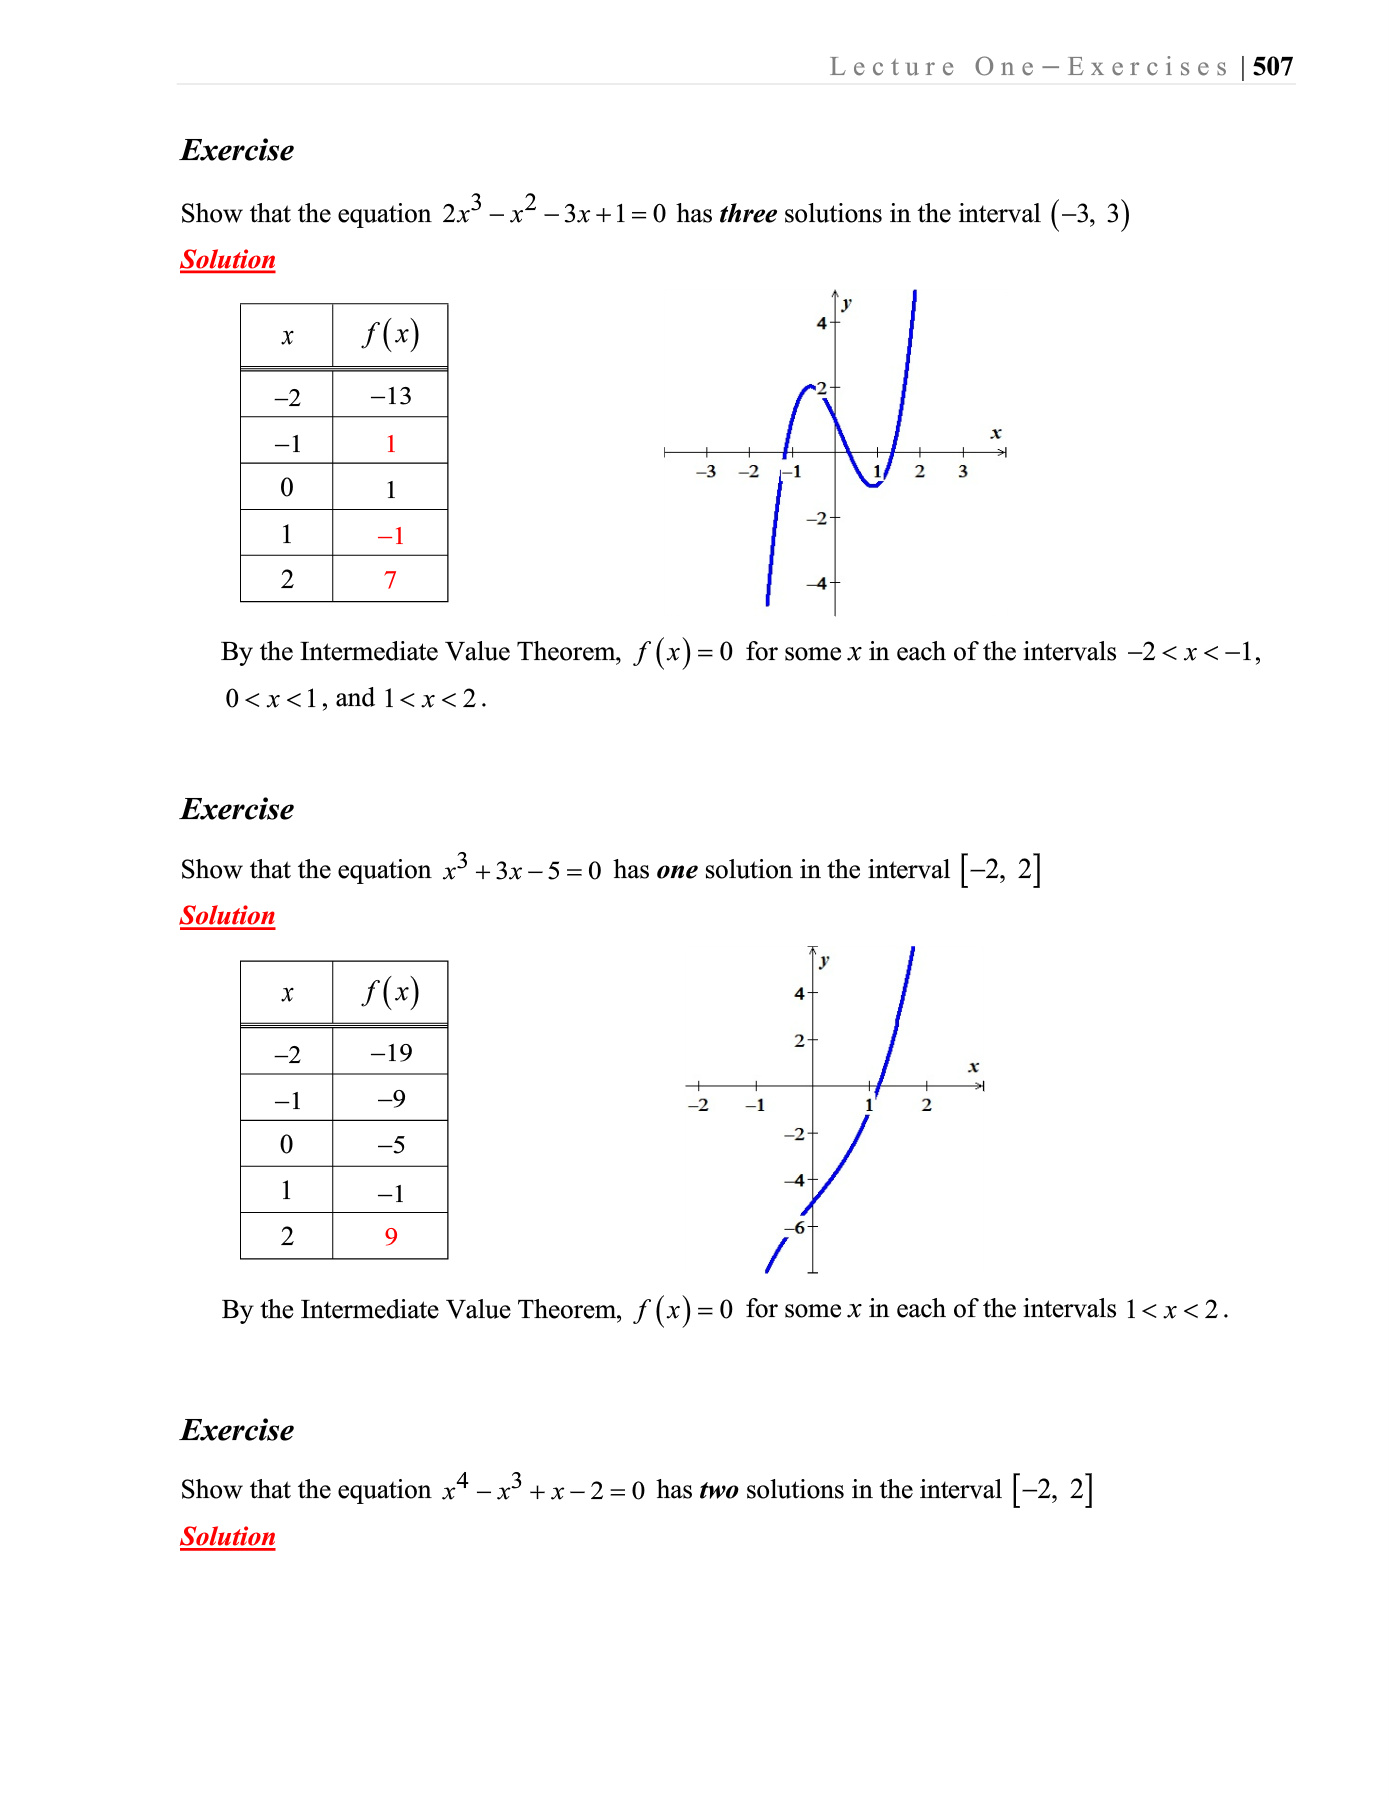 Lecture One – Exercises | 507
Exercise
Show that the equation 2x³ – x² – 3x + 1 = 0 has three solutions in the interval (–3, 3)
Solution
x f(x)
–2 –13
–1 1
0 1
1 –1
2 7
y
4
2
x
–3 –2 –1 1 2 3
–2
–4
By the Intermediate Value Theorem, f(x) = 0 for some x in each of the intervals –2 < x < –1,
0 < x < 1, and 1 < x < 2.
Exercise
Show that the equation x³ + 3x – 5 = 0 has one solution in the interval [–2, 2]
Solution
x f(x)
–2 –19
–1 –9
0 –5
1 –1
2 9
y
4
2
x
–2 –1 1 2
–2
–4
–6
By the Intermediate Value Theorem, f(x) = 0 for some x in each of the intervals 1 < x < 2.
Exercise
Show that the equation x⁴ – x³ + x – 2 = 0 has two solutions in the interval [–2, 2]
Solution